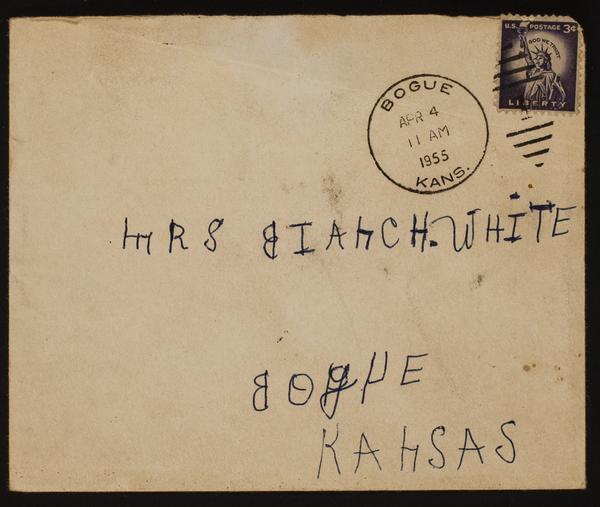 U.S. POSTAGE 3¢
IN GOD WE TRUST
LIBERTY
BOGUE
APR 4
11 AM
1955
KANS.
MRS BIANCH. WHITE
BOGUE
KANSAS